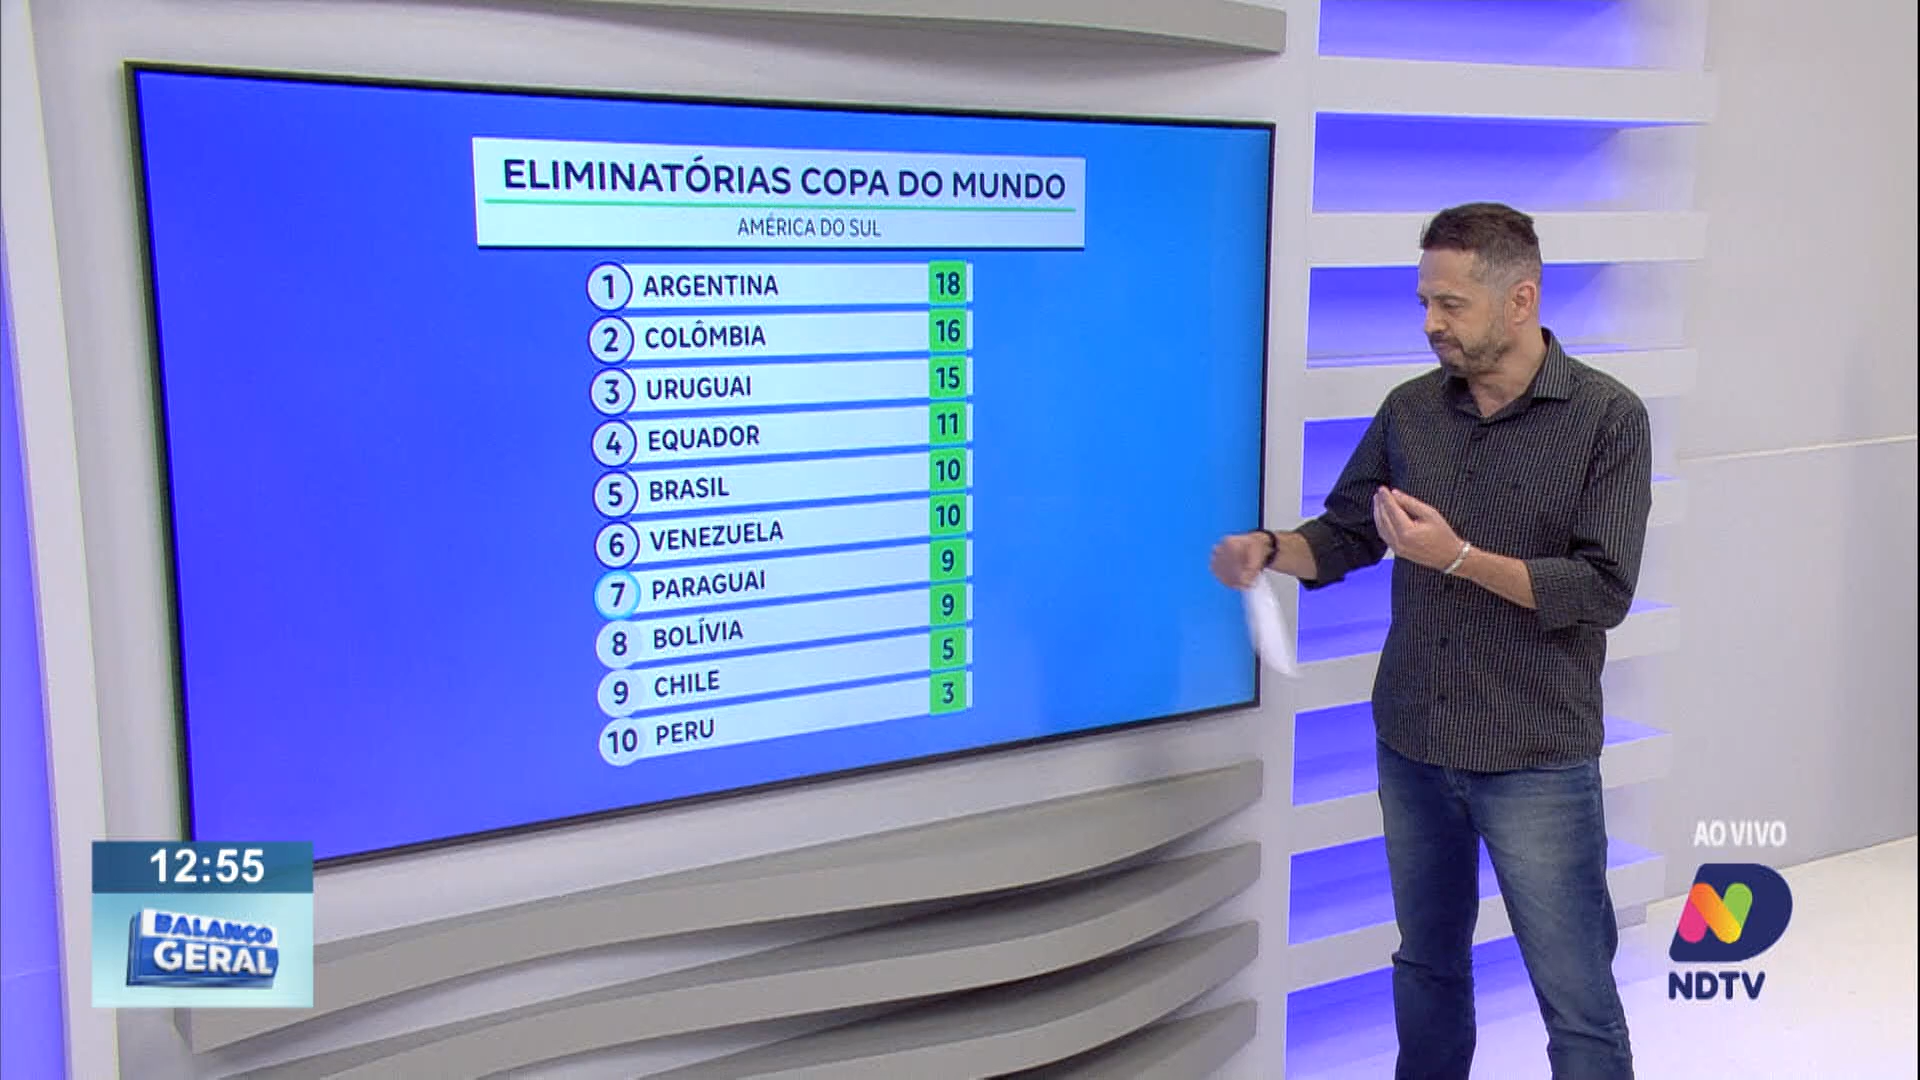 ELIMINATÓRIAS COPA DO MUNDO
AMÉRICA DO SUL
1 ARGENTINA 18
2 COLÔMBIA 16
3 URUGUAI 15
4 EQUADOR 11
5 BRASIL 10
6 VENEZUELA 10
7 PARAGUAI 9
8 BOLÍVIA 9
9 CHILE 5
10 PERU 3
12:55
BALANÇO
GERAL
AO VIVO
NDTV